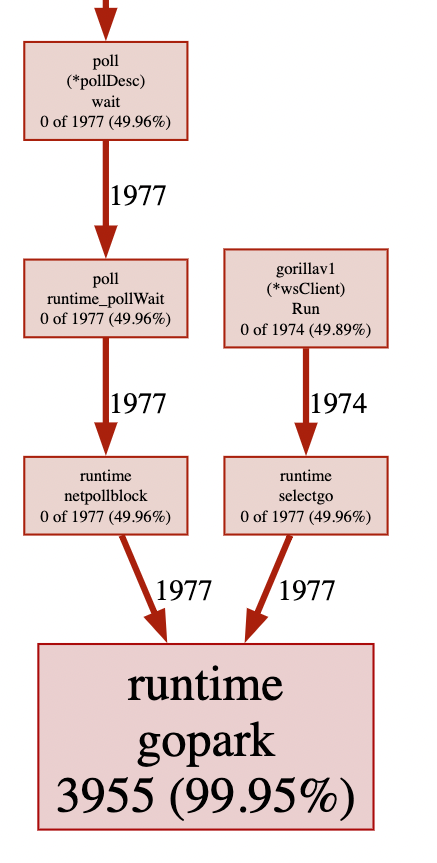 poll
(*pollDesc)
wait
0 of 1977 (49.96%)
1977
poll
runtime_pollWait
0 of 1977 (49.96%)
gorillav1
(*wsClient)
Run
0 of 1974 (49.89%)
1977
1974
runtime
netpollblock
0 of 1977 (49.96%)
runtime
selectgo
0 of 1977 (49.96%)
1977
1977
runtime
gopark
3955 (99.95%)